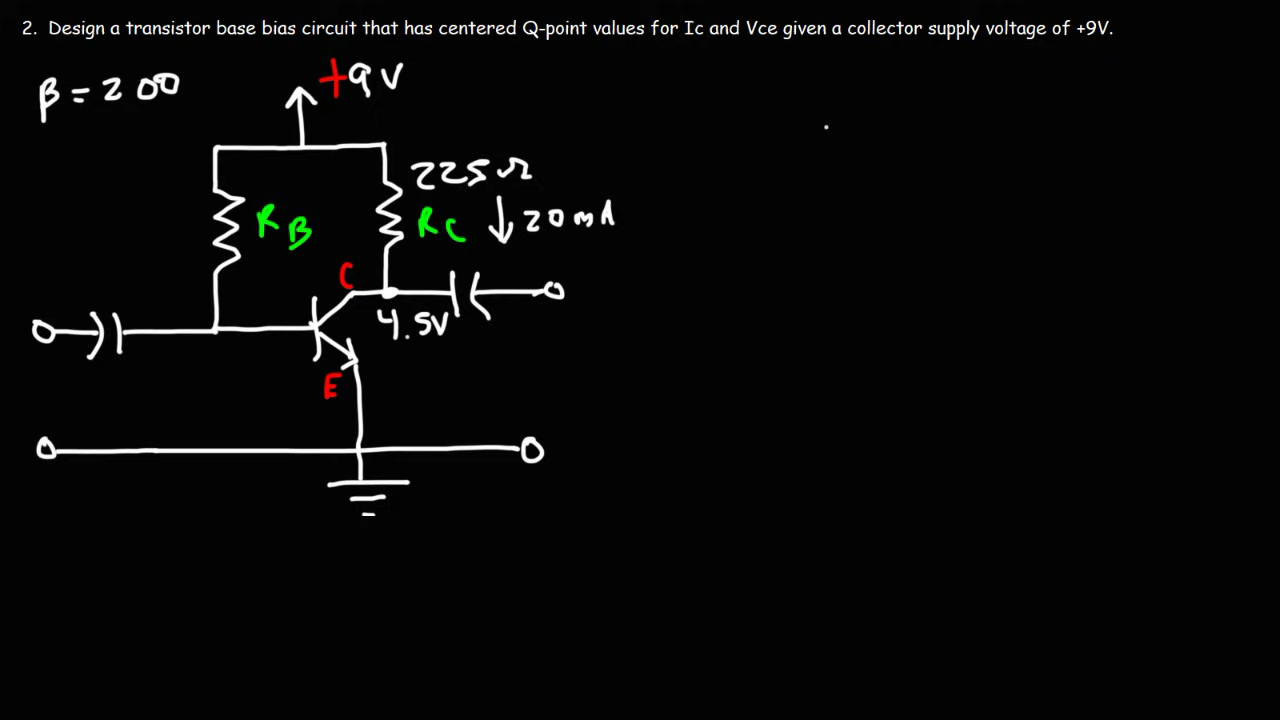 2. Design a transistor base bias circuit that has centered Q-point values for Ic and Vce given a collector supply voltage of +9V.
β = 200
+9V
225Ω
RB
RC
↓20mA
C
4.5V
E